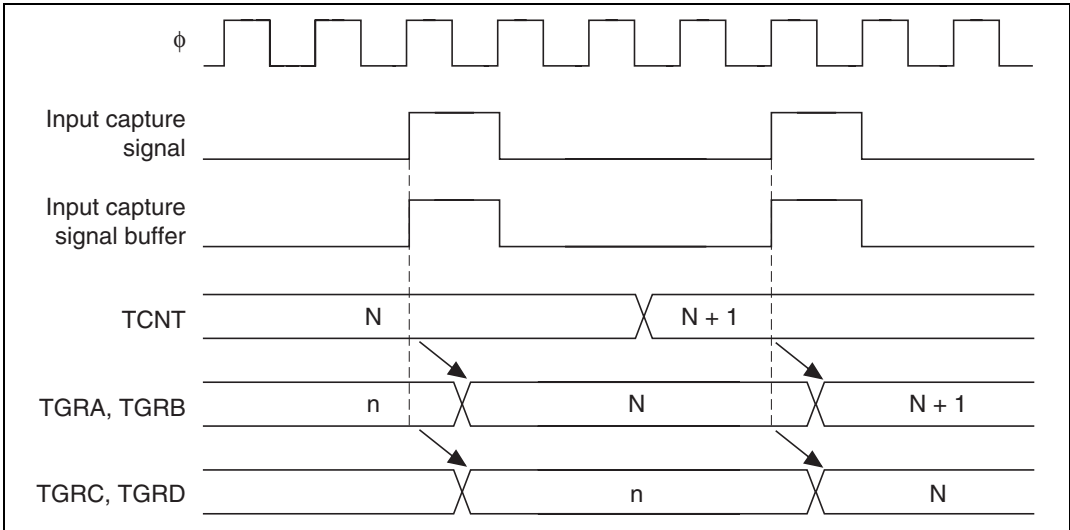 ϕ
Input capture
signal
Input capture
signal buffer
TCNT N N + 1
TGRA, TGRB n N N + 1
TGRC, TGRD n N